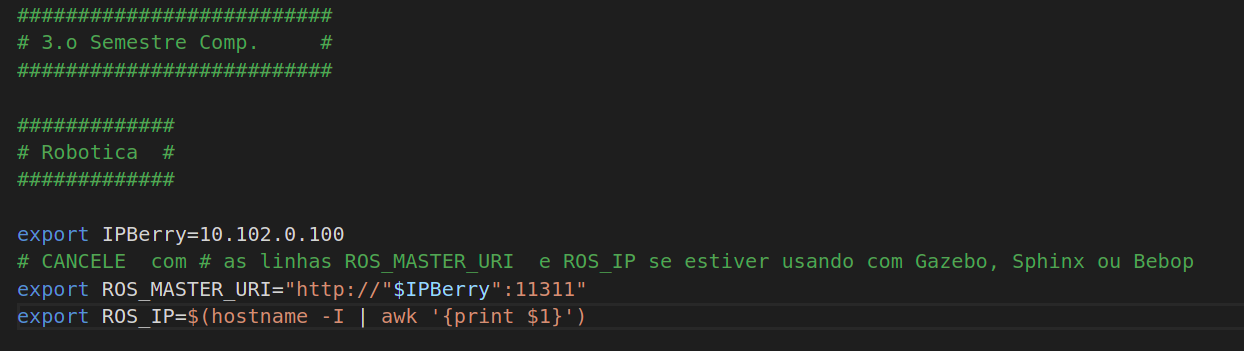 ##########################
# 3.o Semestre Comp.     #
##########################
#############
# Robotica  #
#############
export IPBerry=10.102.0.100
# CANCELE  com # as linhas ROS_MASTER_URI  e ROS_IP se estiver usando com Gazebo, Sphinx ou Bebop
export ROS_MASTER_URI="http://"$IPBerry":11311"
export ROS_IP=$(hostname -I | awk '{print $1}')